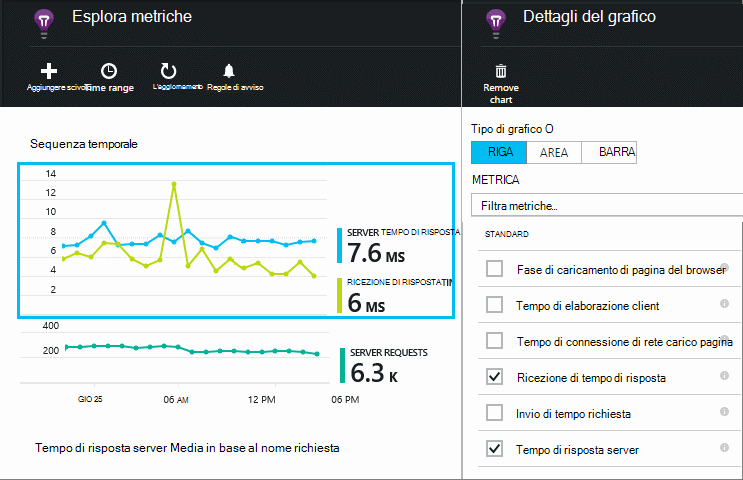 Esplora metriche
Aggiungere scivol
Time range
L'aggiornamento
Regole di avviso
Sequenza temporale
14
12
10
8
6
4
2
SERVER TEMPO DI RISPOSTA
7.6 MS
RICEZIONE DI RISPOSTATIM
6 MS
400
200
SERVER REQUESTS
6.3 K
GIO 25
06 AM
12 PM
06 PM
Tempo di risposta server Media in base al nome richiesta
Dettagli del grafico
Remove
chart
Tipo di grafico O
RIGA
AREA
BARRA
METRICA
Filtra metriche...
STANDARD
Fase di caricamento di pagina del browser
Tempo di elaborazione client
Tempo di connessione di rete carico pagina
Ricezione di tempo di risposta
Invio di tempo richiesta
Tempo di risposta server